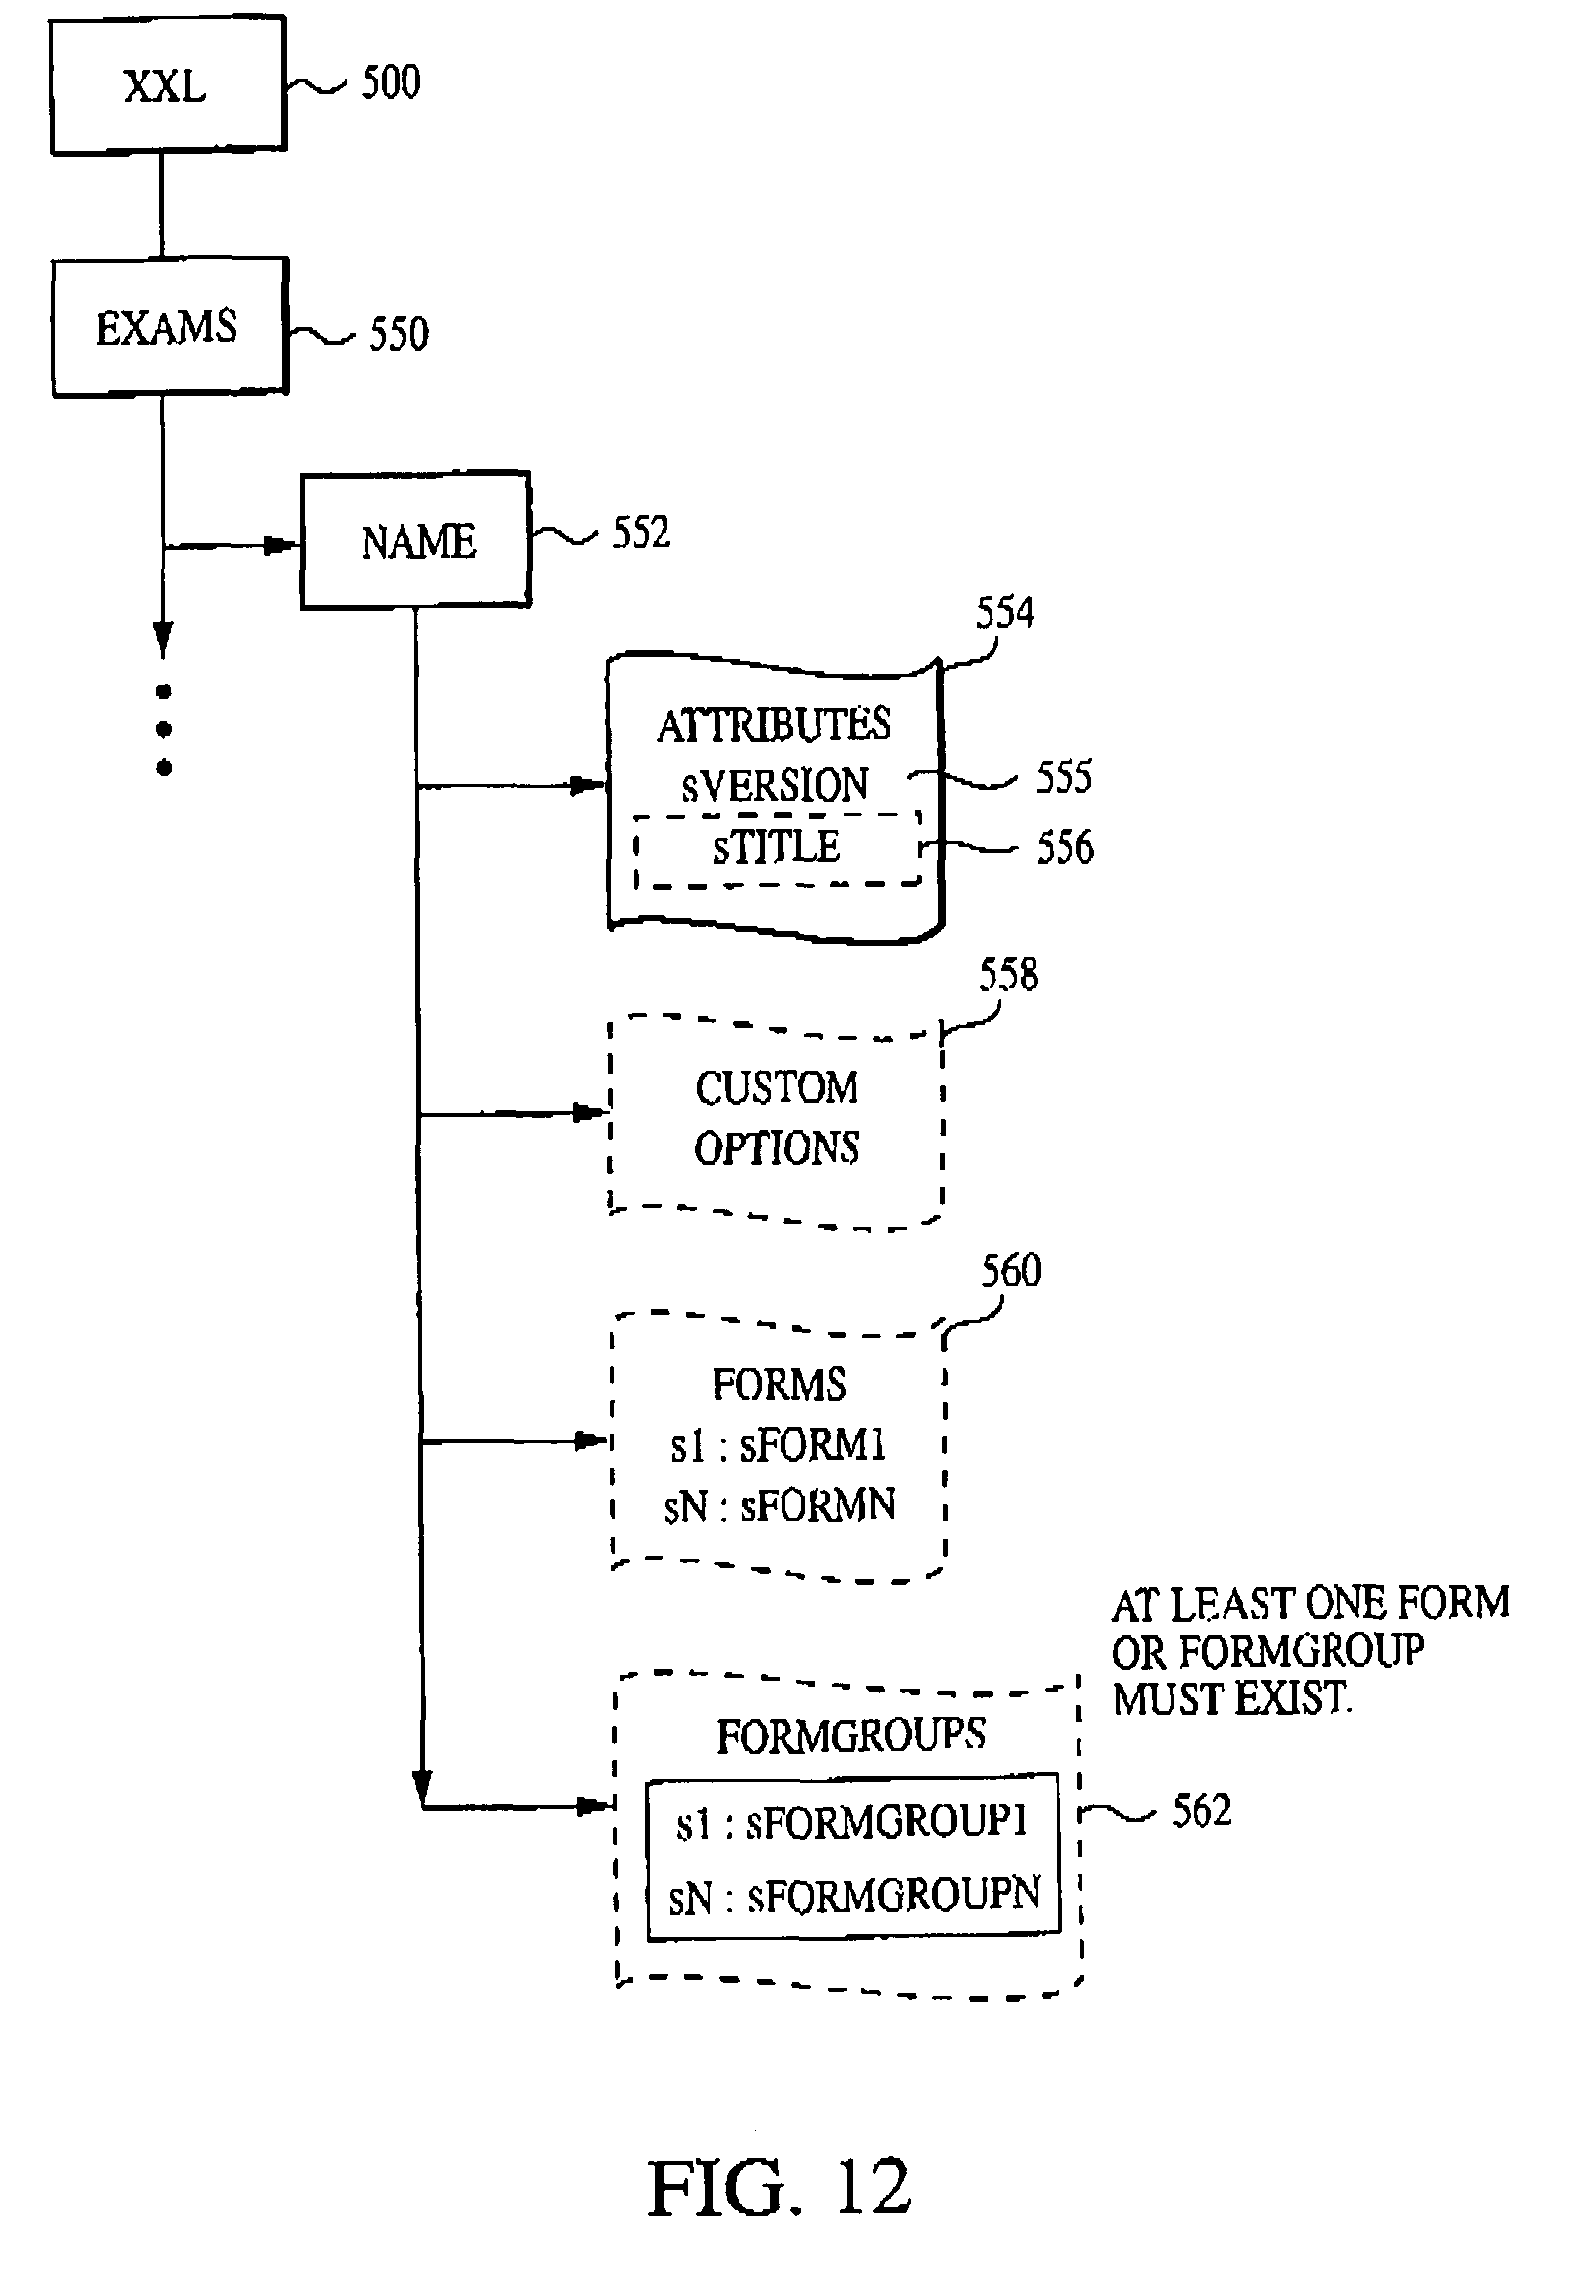 XXL
500
EXAMS
550
NAME
552
554
ATTRIBUTES
sVERSION
555
sTITLE
556
558
CUSTOM
OPTIONS
560
FORMS
s1 : sFORM1
sN : sFORMN
AT LEAST ONE FORM
OR FORMGROUP
MUST EXIST.
FORMGROUPS
s1 : sFORMGROUP1
562
sN : sFORMGROUPN
FIG. 12